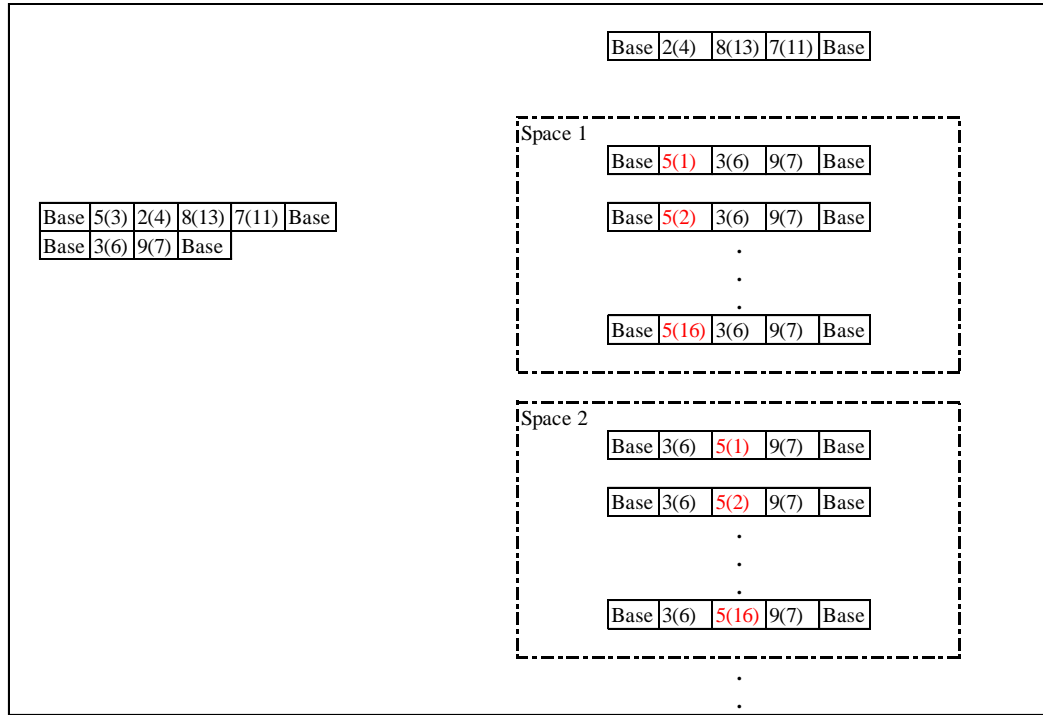 Base 2(4) 8(13) 7(11) Base
Space 1
Base 5(1) 3(6) 9(7) Base
Base 5(3) 2(4) 8(13) 7(11) Base
Base 3(6) 9(7) Base
Base 5(2) 3(6) 9(7) Base
.
.
.
Base 5(16) 3(6) 9(7) Base
Space 2
Base 3(6) 5(1) 9(7) Base
Base 3(6) 5(2) 9(7) Base
.
.
.
Base 3(6) 5(16) 9(7) Base
.
.